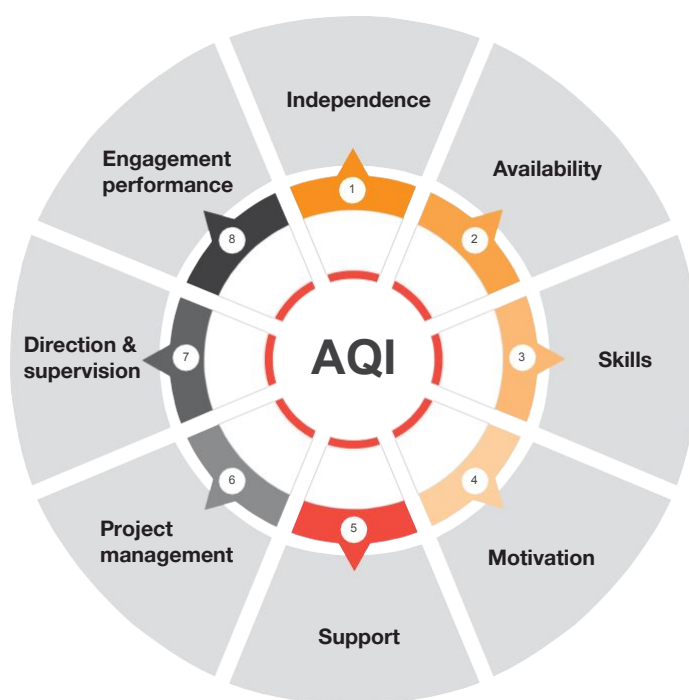 Independence
1
Availability
2
Skills
3
Motivation
4
Support
5
Project
management
6
Direction &
supervision
7
Engagement
performance
8
AQI